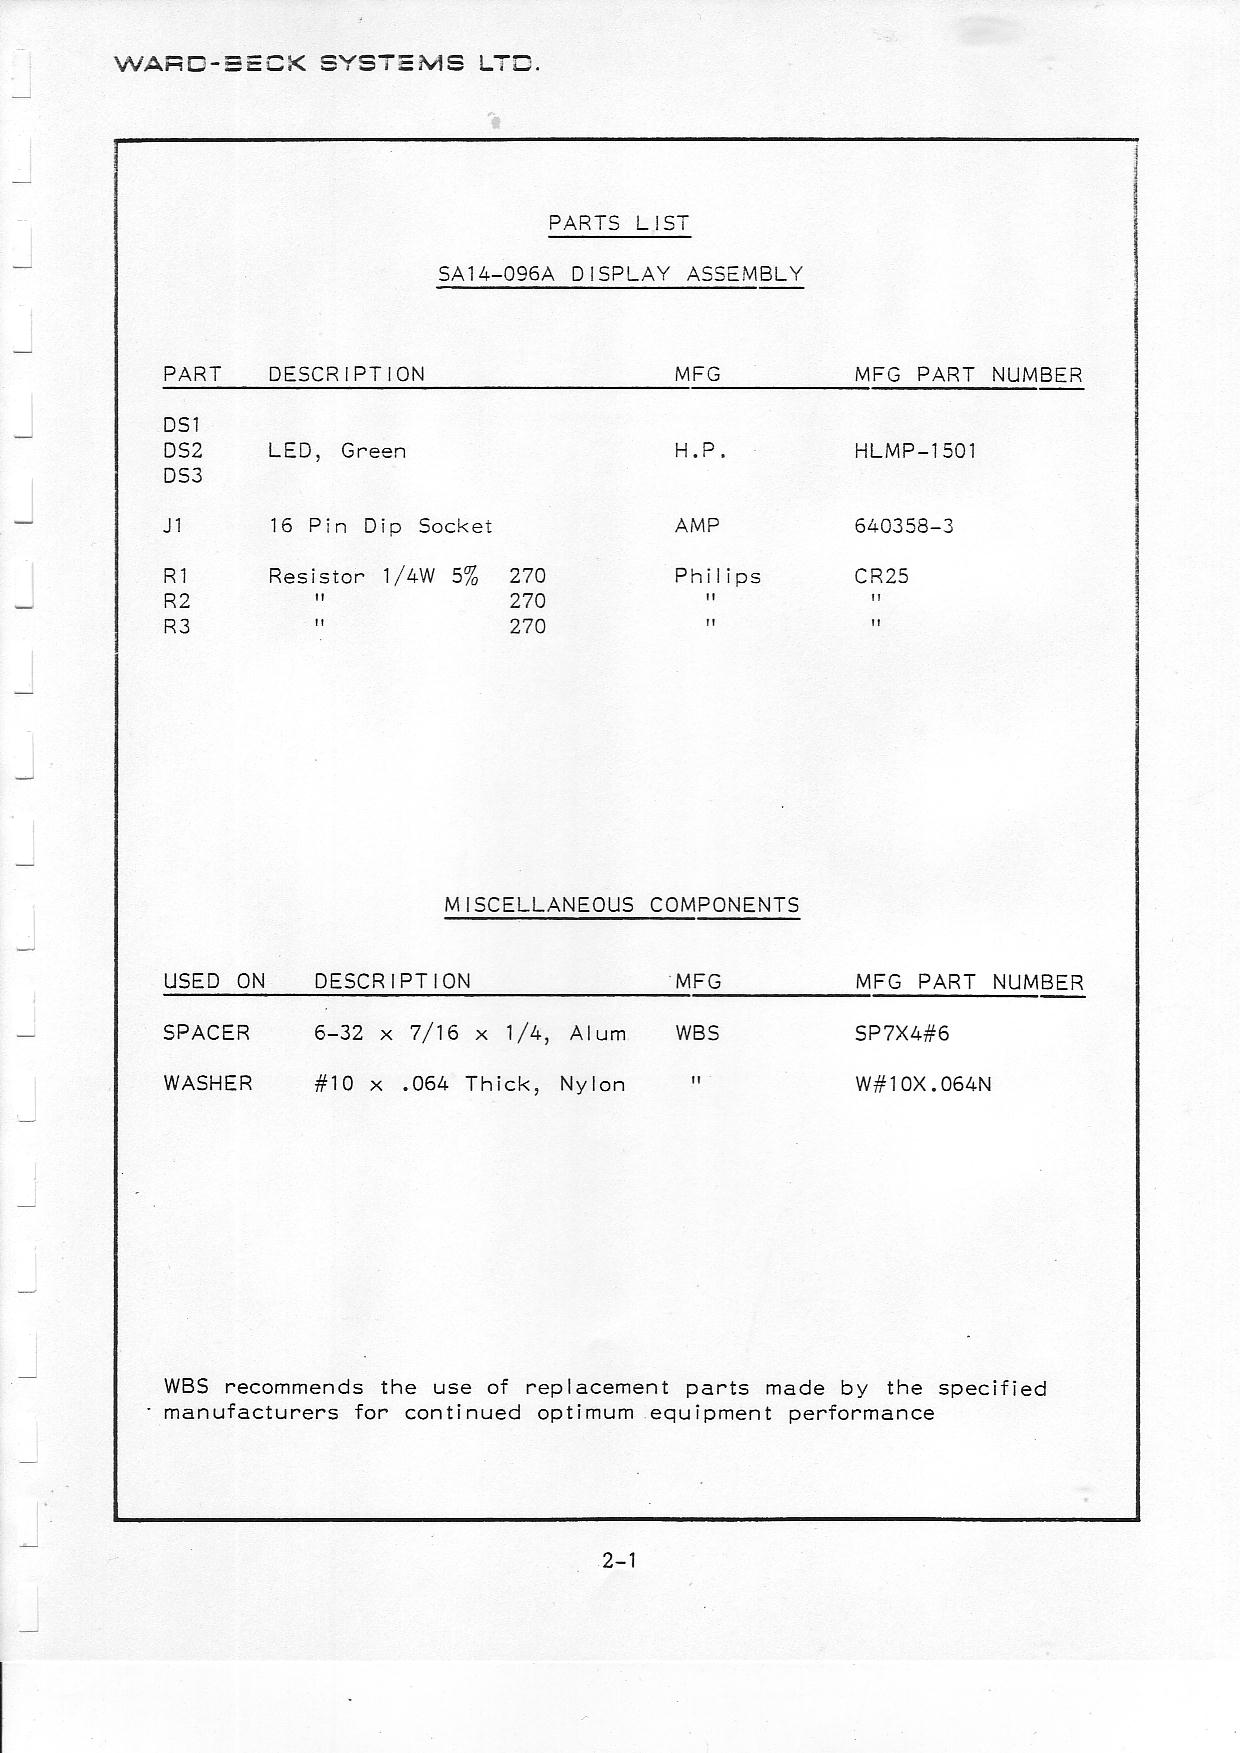 WARD-BECK SYSTEMS LTD.
PARTS LIST
SA14-096A DISPLAY ASSEMBLY
PART DESCRIPTION MFG MFG PART NUMBER
DS1
DS2 LED, Green H.P. HLMP-1501
DS3
J1 16 Pin Dip Socket AMP 640358-3
R1 Resistor 1/4W 5% 270 Philips CR25
R2 " 270 " "
R3 " 270 " "
MISCELLANEOUS COMPONENTS
USED ON DESCRIPTION MFG MFG PART NUMBER
SPACER 6-32 x 7/16 x 1/4, Alum WBS SP7X4#6
WASHER #10 x .064 Thick, Nylon " W#10X.064N
WBS recommends the use of replacement parts made by the specified
manufacturers for continued optimum equipment performance
2-1